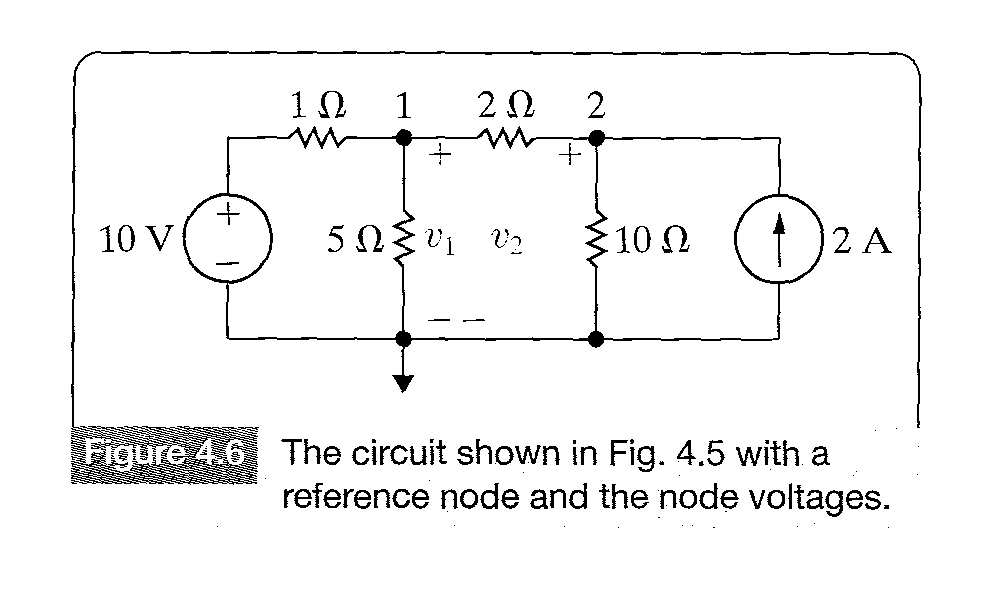 1 Ω 1 2 Ω 2
+ +
10 V + − 5 Ω v₁ v₂ 10 Ω 2 A
− −
Figure 4.6 The circuit shown in Fig. 4.5 with a
reference node and the node voltages.